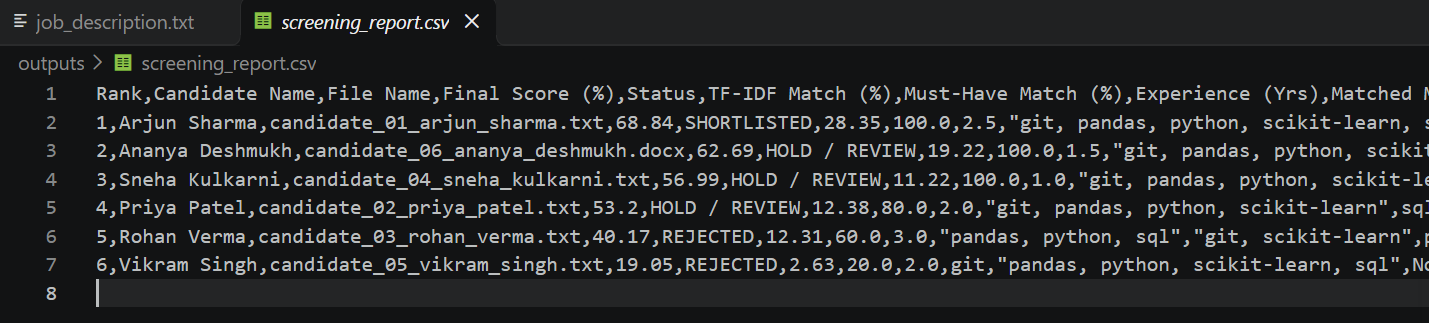 job_description.txt
screening_report.csv
outputs > screening_report.csv
1 Rank,Candidate Name,File Name,Final Score (%),Status,TF-IDF Match (%),Must-Have Match (%),Experience (Yrs),Matched
2 1,Arjun Sharma,candidate_01_arjun_sharma.txt,68.84,SHORTLISTED,28.35,100.0,2.5,"git, pandas, python, scikit-learn,
3 2,Ananya Deshmukh,candidate_06_ananya_deshmukh.docx,62.69,HOLD / REVIEW,19.22,100.0,1.5,"git, pandas, python, scikit
4 3,Sneha Kulkarni,candidate_04_sneha_kulkarni.txt,56.99,HOLD / REVIEW,11.22,100.0,1.0,"git, pandas, python, scikit-le
5 4,Priya Patel,candidate_02_priya_patel.txt,53.2,HOLD / REVIEW,12.38,80.0,2.0,"git, pandas, python, scikit-learn",sql
6 5,Rohan Verma,candidate_03_rohan_verma.txt,40.17,REJECTED,12.31,60.0,3.0,"pandas, python, sql","git, scikit-learn",p
7 6,Vikram Singh,candidate_05_vikram_singh.txt,19.05,REJECTED,2.63,20.0,2.0,git,"pandas, python, scikit-learn, sql",No
8